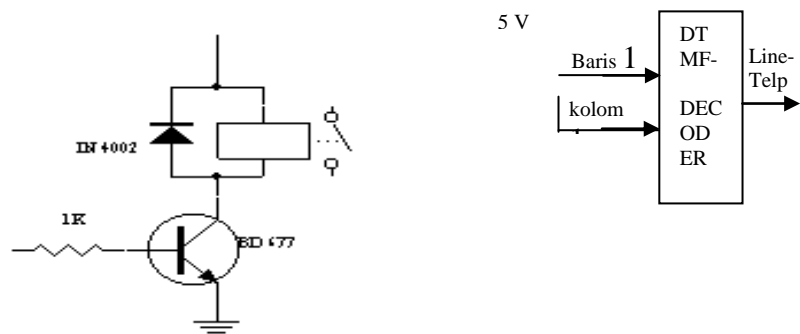 5 V
DT
MF-
DEC
OD
ER
Baris 1
kolom
Line-
Telp
IN 4002
1K
BD 677